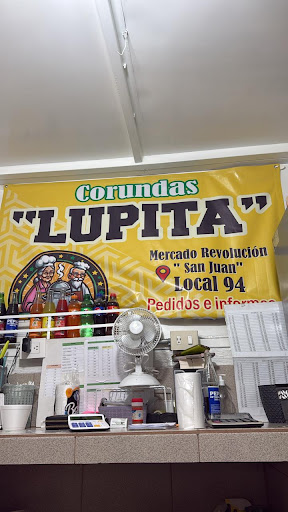 Corundas
"LUPITA"
Mercado Revolución
"San Juan"
Local 94
Pedidos e informes